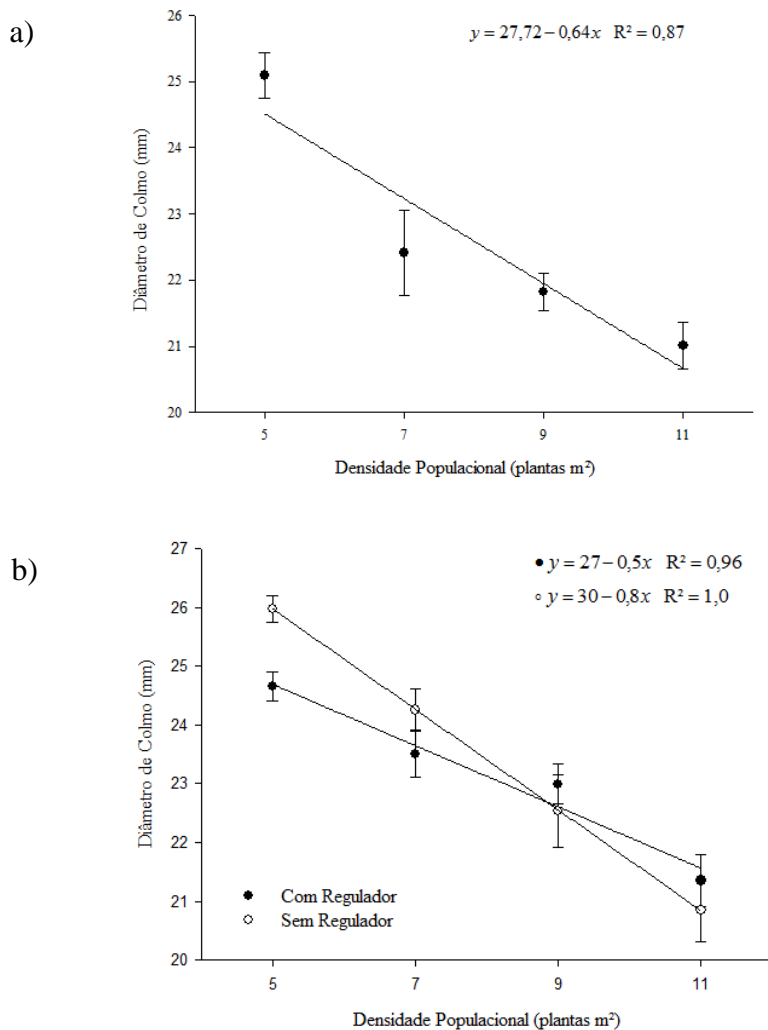 a)
y = 27,72−0,64x R² = 0,87
Diâmetro de Colmo (mm)
26
25
24
23
22
21
20
5 7 9 11
Densidade Populacional (plantas m²)
b)
● y = 27−0,5x R² = 0,96
○ y = 30−0,8x R² = 1,0
Diâmetro de Colmo (mm)
27
26
25
24
23
22
21
20
● Com Regulador
○ Sem Regulador
5 7 9 11
Densidade Populacional (plantas m²)